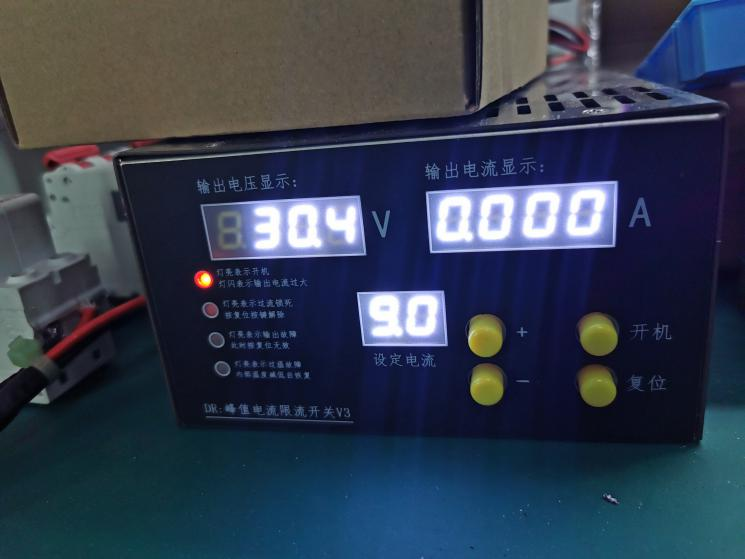 输出电压显示:
输出电流显示:
30.4 V
0.000 A
灯亮表示开机
灯闪表示输出电流过大
灯亮表示过流锁死
按复位按键解除
灯亮表示输出故障
此时按复位无效
灯亮表示过温故障
内部温度减低自恢复
9.0
设定电流
+
-
开机
复位
DR:峰值电流限流开关V3